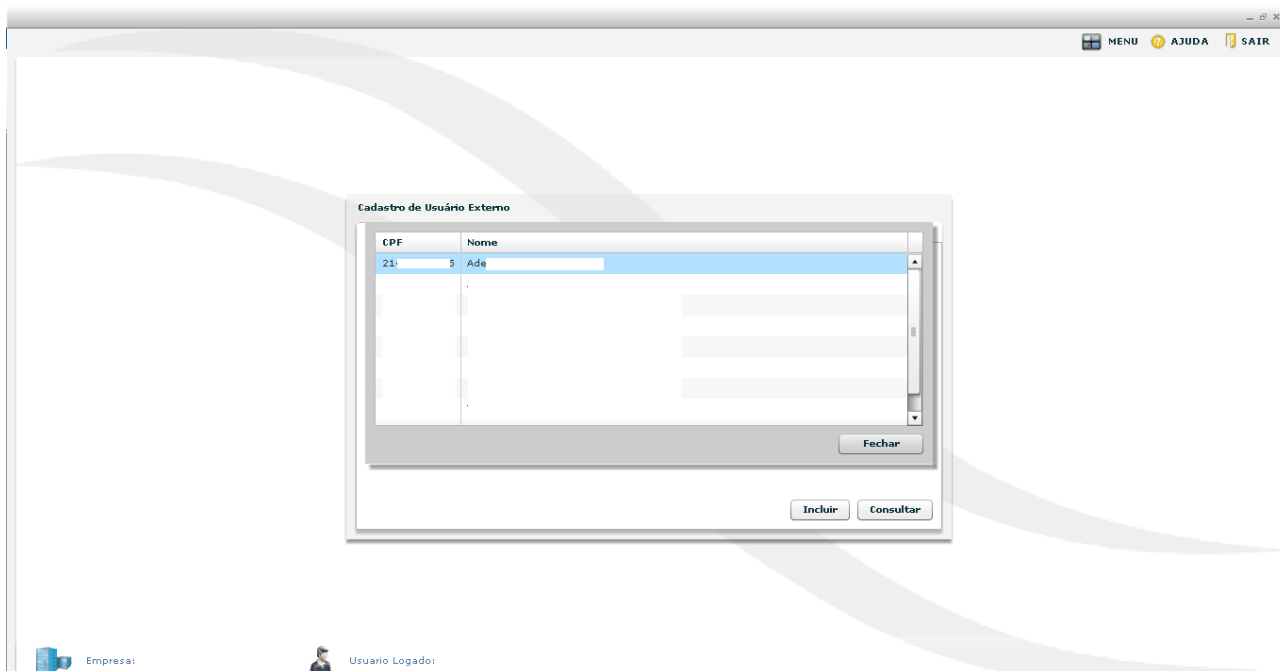 MENU AJUDA SAIR
Cadastro de Usuário Externo
CPF Nome
21 5 Ade
Fechar
Incluir Consultar
Empresa: Usuario Logado: